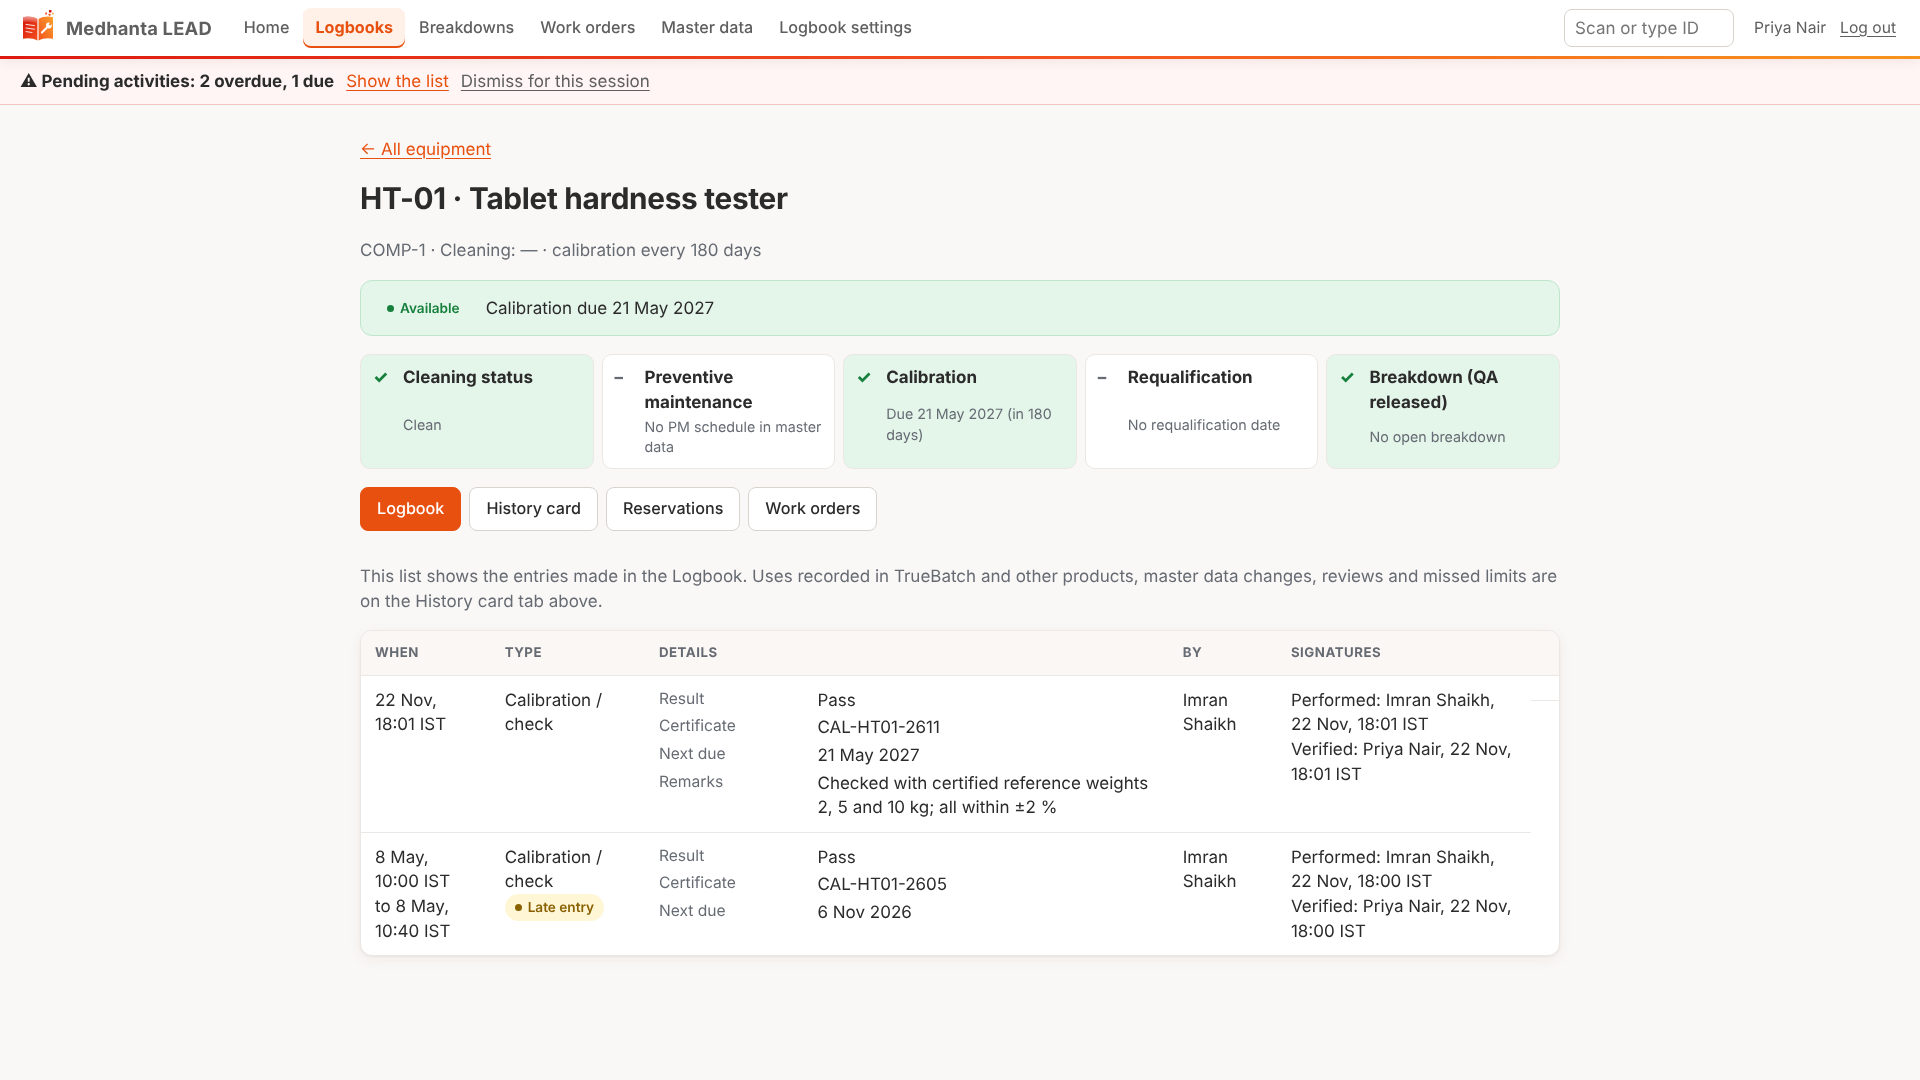 Medhanta LEAD Home Logbooks Breakdowns Work orders Master data Logbook settings Scan or type ID Priya Nair Log out
⚠ Pending activities: 2 overdue, 1 due Show the list Dismiss for this session
← All equipment
HT-01 · Tablet hardness tester
COMP-1 · Cleaning: — · calibration every 180 days
● Available Calibration due 21 May 2027
✓ Cleaning status
Clean
– Preventive
maintenance
No PM schedule in master
data
✓ Calibration
Due 21 May 2027 (in 180
days)
– Requalification
No requalification date
✓ Breakdown (QA
released)
No open breakdown
Logbook History card Reservations Work orders
This list shows the entries made in the Logbook. Uses recorded in TrueBatch and other products, master data changes, reviews and missed limits are
on the History card tab above.
WHEN TYPE DETAILS BY SIGNATURES
22 Nov,
18:01 IST
Calibration /
check
Result Pass
Certificate CAL-HT01-2611
Next due 21 May 2027
Remarks Checked with certified reference weights
2, 5 and 10 kg; all within ±2 %
Imran
Shaikh
Performed: Imran Shaikh,
22 Nov, 18:01 IST
Verified: Priya Nair, 22 Nov,
18:01 IST
8 May,
10:00 IST
to 8 May,
10:40 IST
Calibration /
check
● Late entry
Result Pass
Certificate CAL-HT01-2605
Next due 6 Nov 2026
Imran
Shaikh
Performed: Imran Shaikh,
22 Nov, 18:00 IST
Verified: Priya Nair, 22 Nov,
18:00 IST